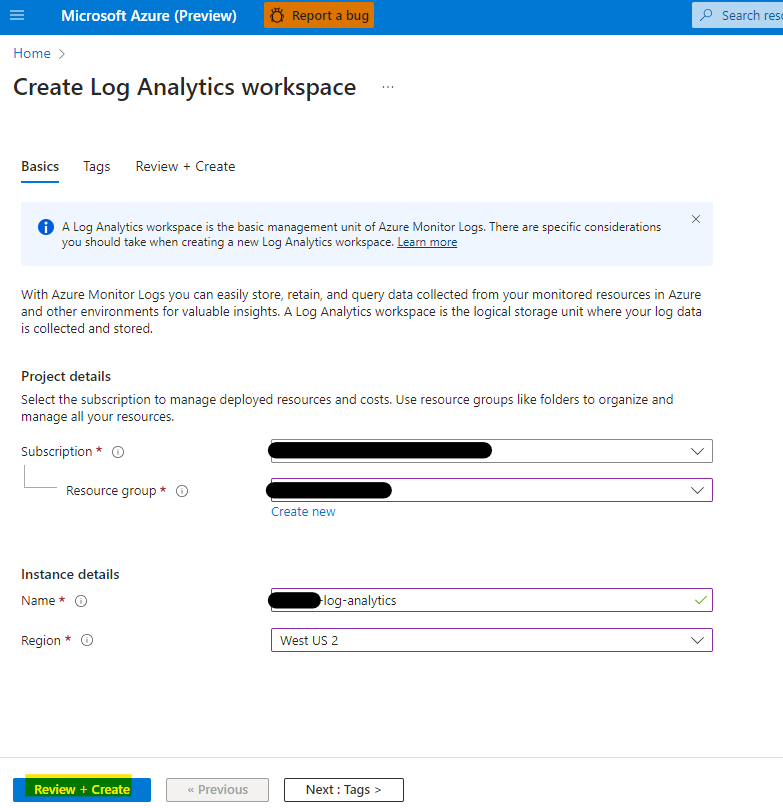 Microsoft Azure (Preview)
Report a bug
Home >
Create Log Analytics workspace ...
Basics Tags Review + Create
A Log Analytics workspace is the basic management unit of Azure Monitor Logs. There are specific considerations
you should take when creating a new Log Analytics workspace. Learn more
With Azure Monitor Logs you can easily store, retain, and query data collected from your monitored resources in Azure
and other environments for valuable insights. A Log Analytics workspace is the logical storage unit where your log data
is collected and stored.
Project details
Select the subscription to manage deployed resources and costs. Use resource groups like folders to organize and
manage all your resources.
Subscription *
Resource group *
Create new
Instance details
Name *
-log-analytics
Region *
West US 2
Review + Create
« Previous
Next : Tags >